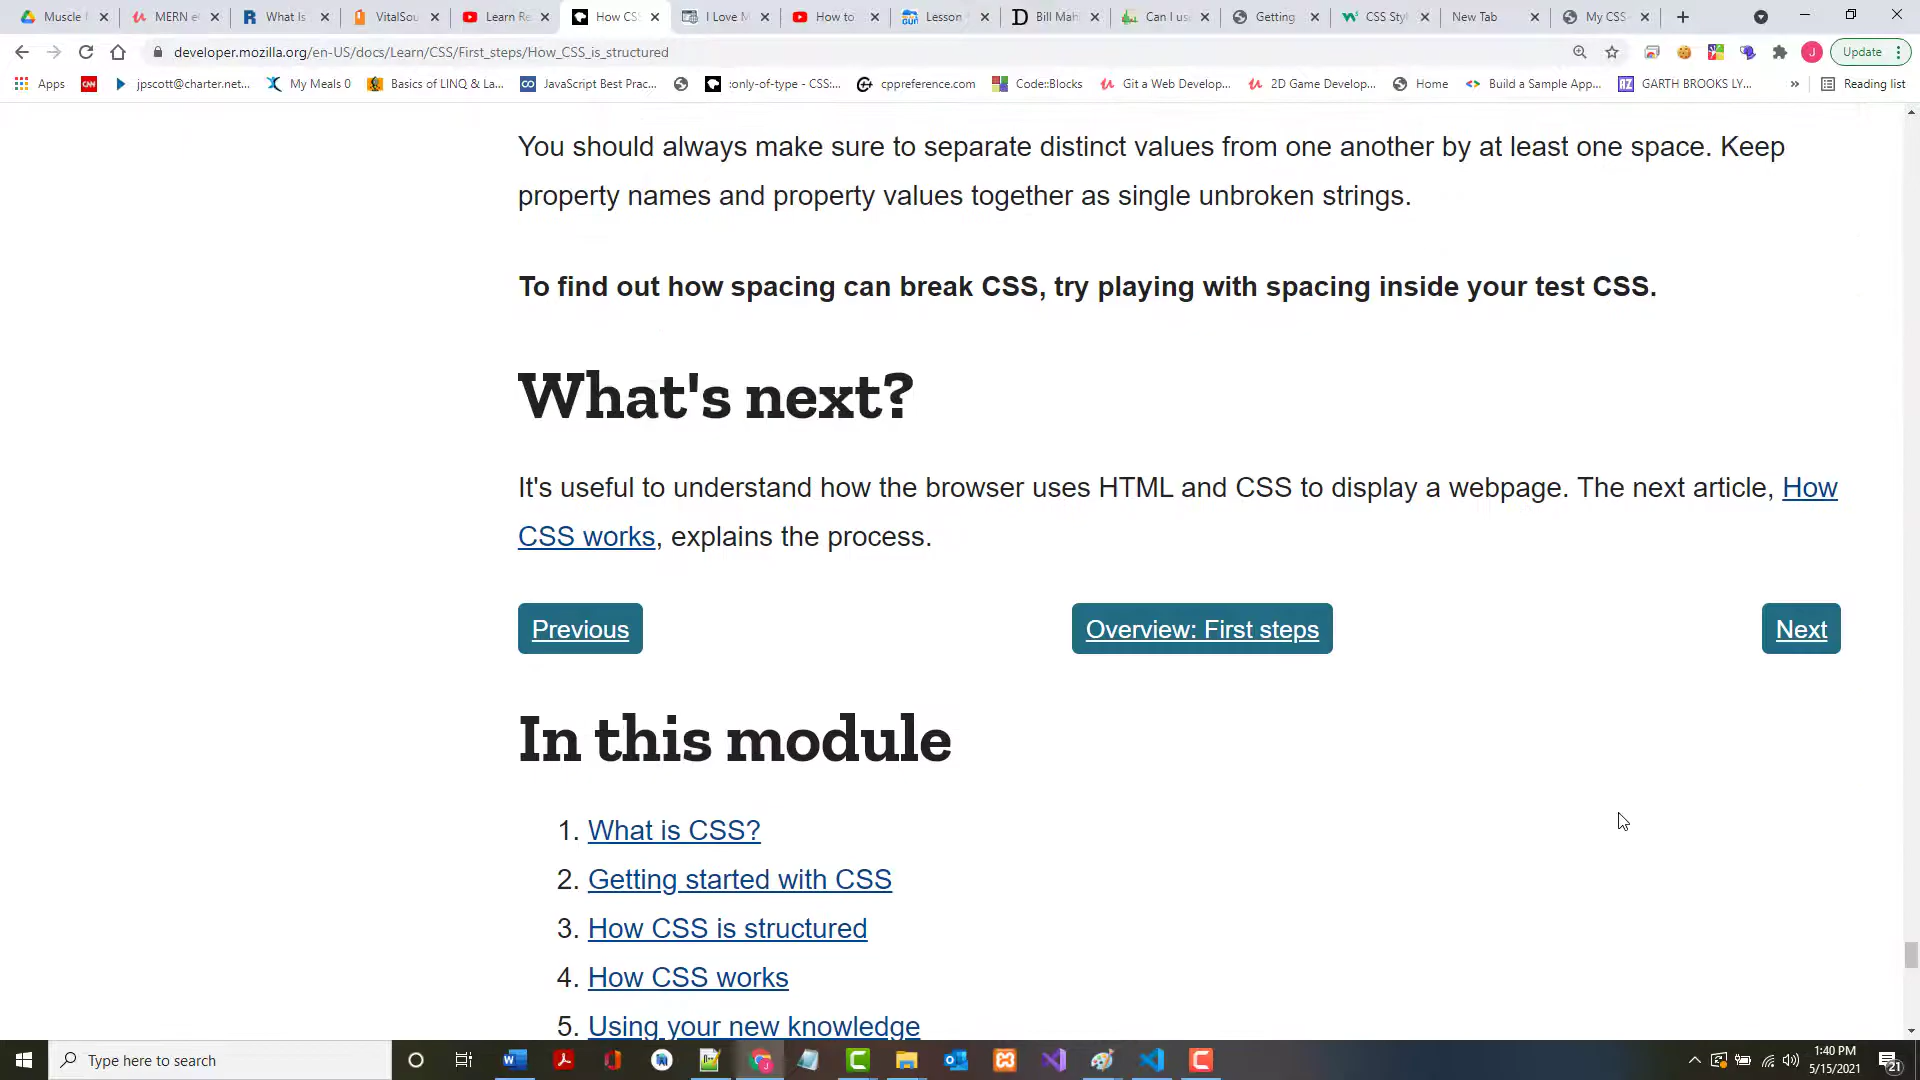 Muscle
MERN e
What Is
VitalSou
Learn Re
How CS
I Love M
How to
Lesson
Bill Mah
Can I us
Getting
CSS Styl
New Tab
My CSS
developer.mozilla.org/en-US/docs/Learn/CSS/First_steps/How_CSS_is_structured
Update
Apps
CNN
jpscott@charter.net...
My Meals 0
Basics of LINQ & La...
JavaScript Best Prac...
:only-of-type - CSS:...
cppreference.com
Code::Blocks
Git a Web Develop...
2D Game Develop...
Home
Build a Sample App...
GARTH BROOKS LY...
»
Reading list
You should always make sure to separate distinct values from one another by at least one space. Keep
property names and property values together as single unbroken strings.
To find out how spacing can break CSS, try playing with spacing inside your test CSS.
What's next?
It's useful to understand how the browser uses HTML and CSS to display a webpage. The next article, How
CSS works, explains the process.
Previous
Overview: First steps
Next
In this module
1. What is CSS?
2. Getting started with CSS
3. How CSS is structured
4. How CSS works
5. Using your new knowledge
Type here to search
1:40 PM
5/15/2021
21